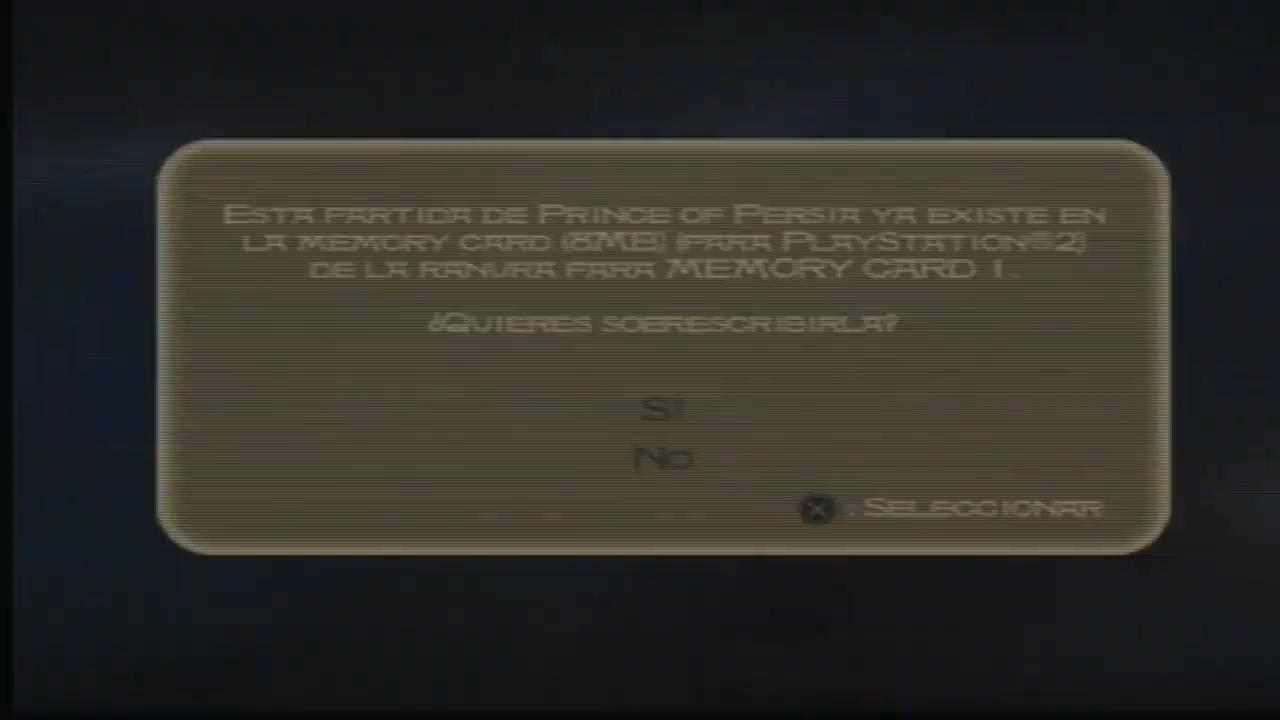 Esta partida de Prince of Persia ya existe en
la memory card (8MB) (para PlayStation®2)
de la ranura para MEMORY CARD 1.
¿Quieres sobrescribirla?
Sí
No
: Seleccionar